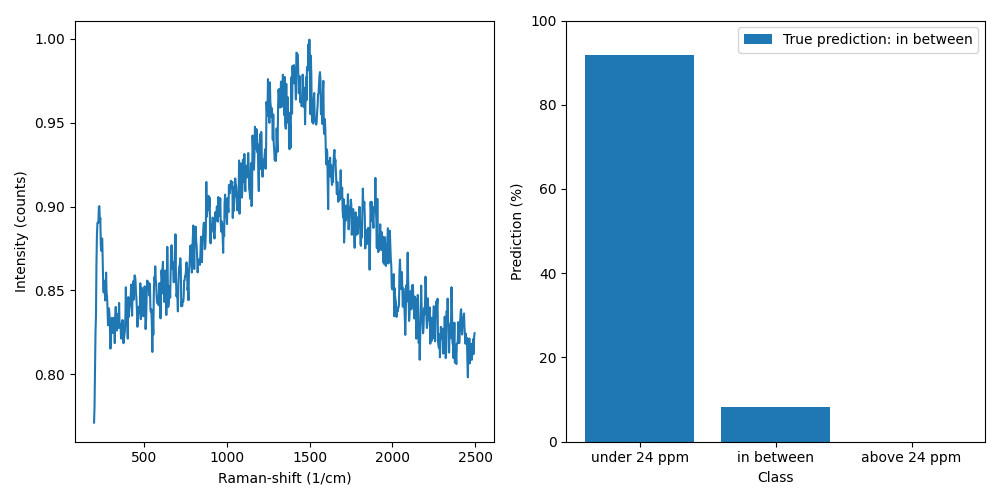 1.00
0.95
0.90
0.85
0.80
Intensity (counts)
500
1000
1500
2000
2500
Raman-shift (1/cm)
100
80
60
40
20
0
Prediction (%)
True prediction: in between
under 24 ppm
in between
above 24 ppm
Class